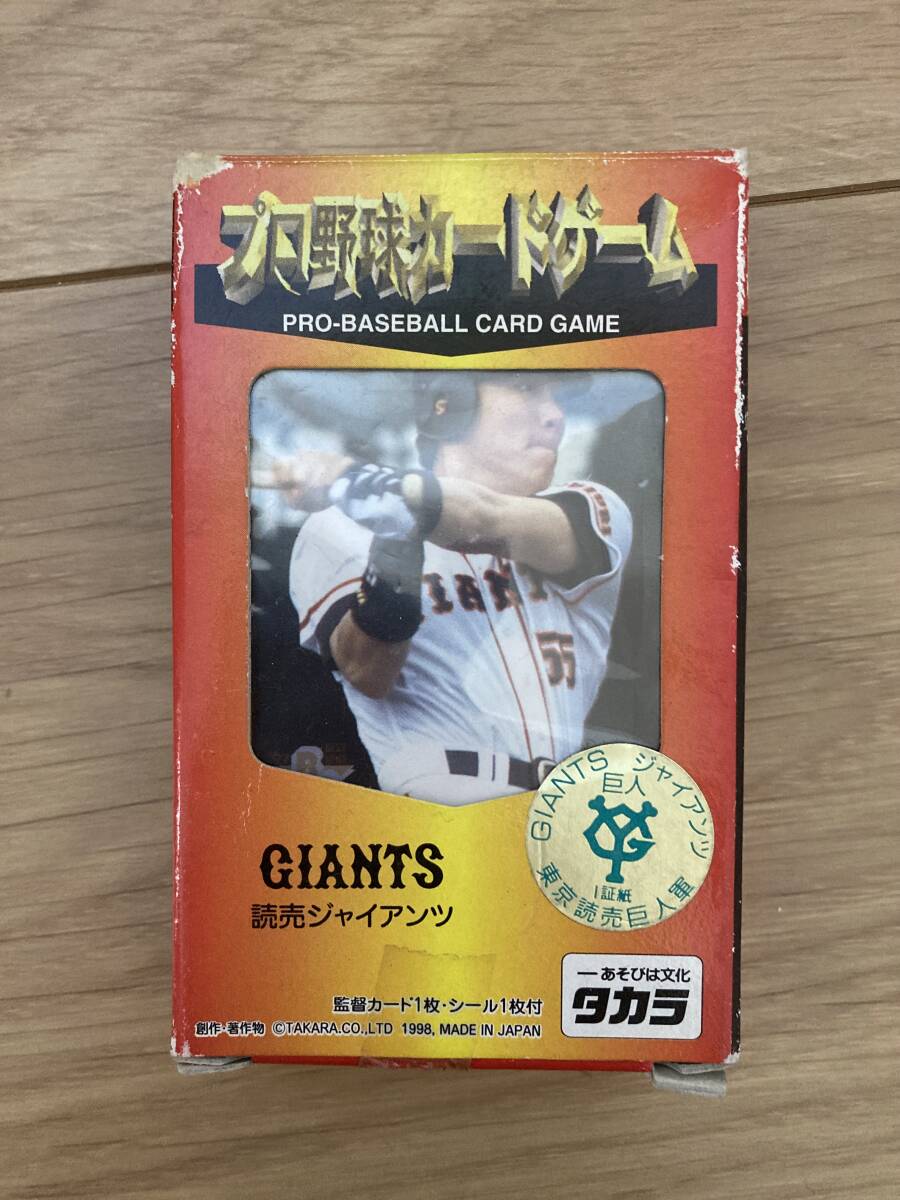 プロ野球カードゲーム
PRO-BASEBALL CARD GAME
55
GIANTS ジャイアンツ
巨人
YG
証紙
東京読売巨人軍
GIANTS
読売ジャイアンツ
監督カード1枚・シール1枚付
創作・著作物 ©TAKARA.CO.,LTD 1998, MADE IN JAPAN
ーあそびは文化
タカラ